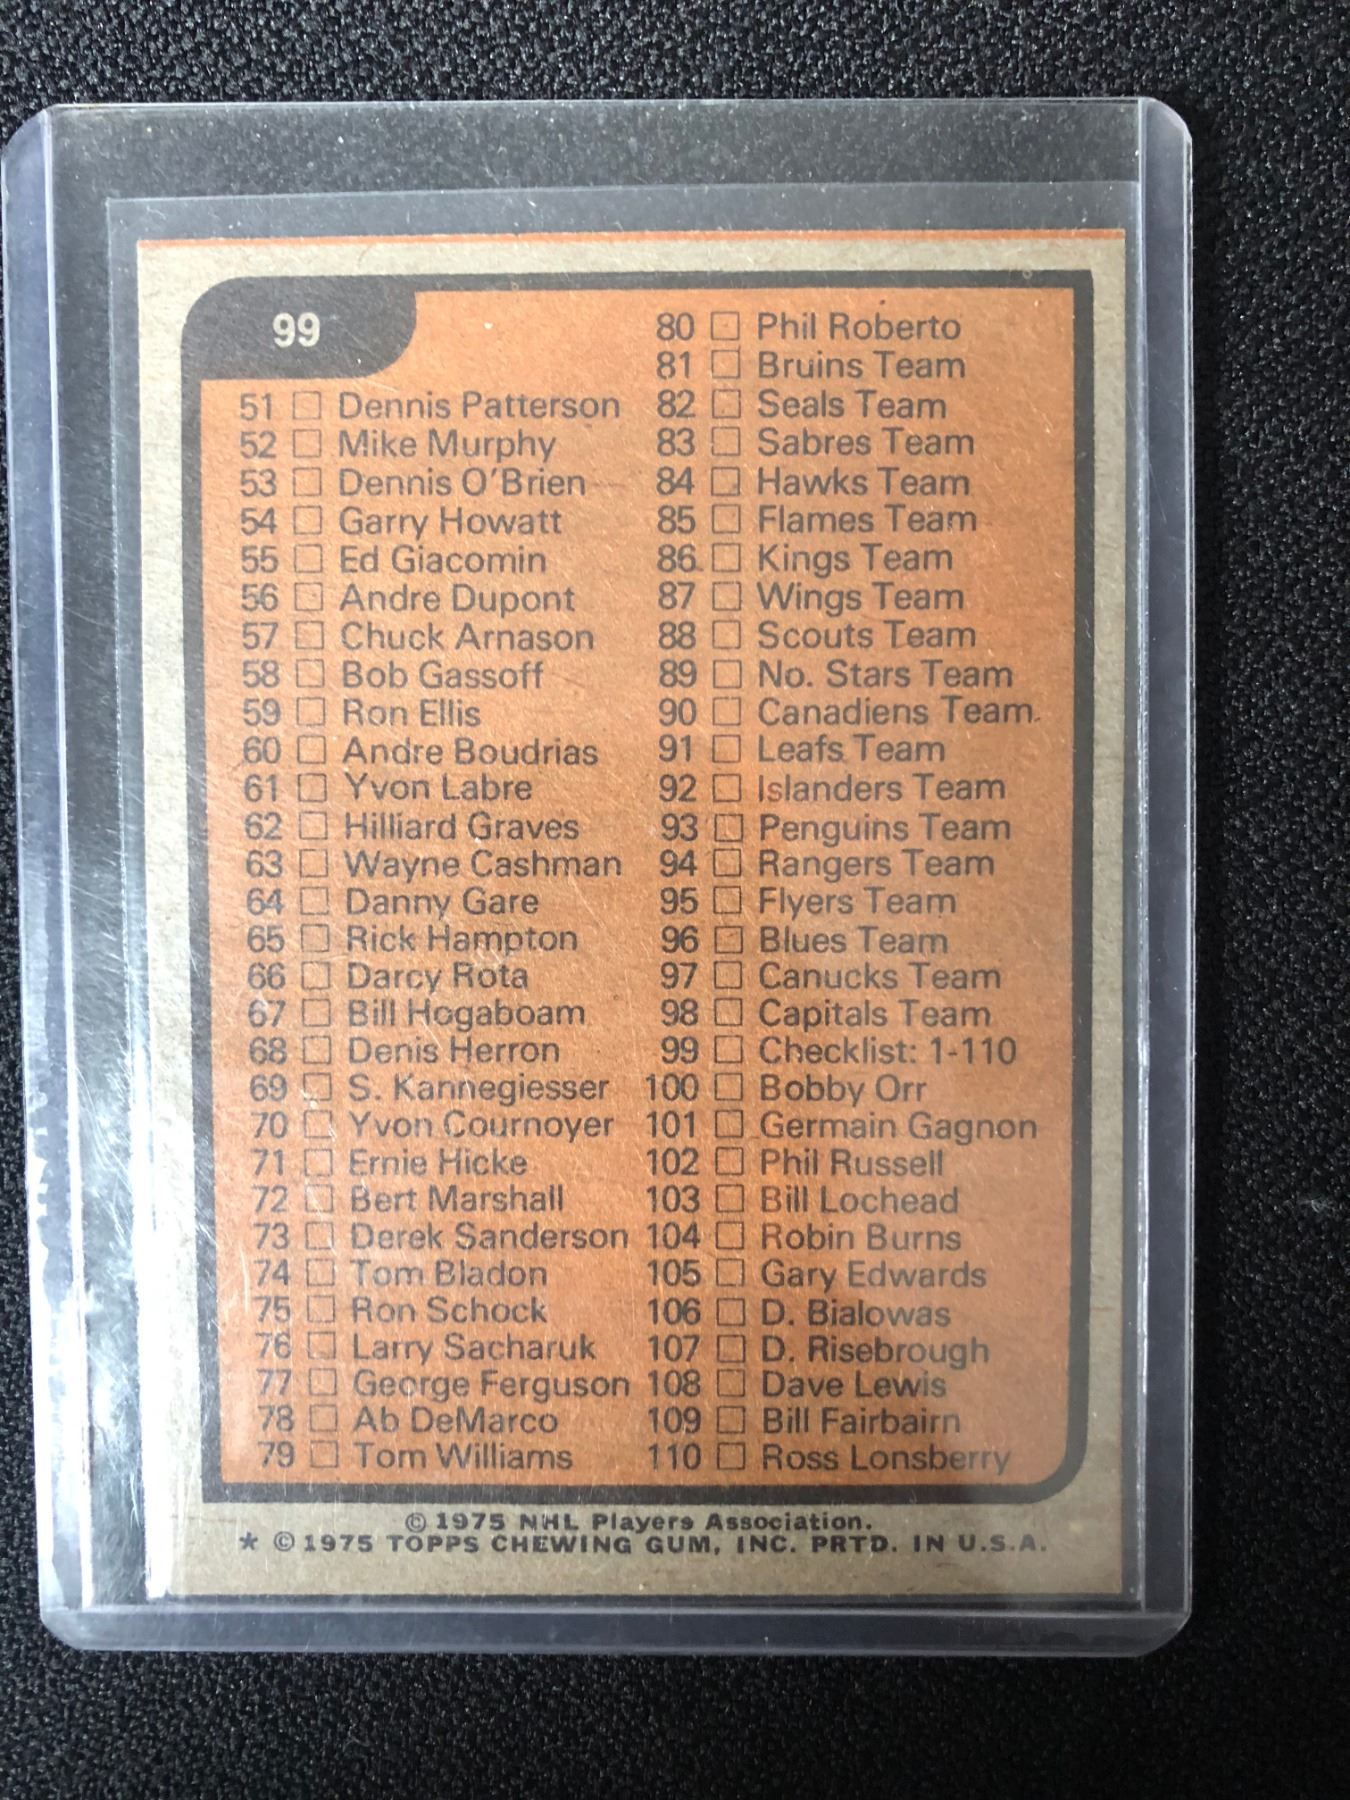 99
51 Dennis Patterson
52 Mike Murphy
53 Dennis O'Brien
54 Garry Howatt
55 Ed Giacomin
56 Andre Dupont
57 Chuck Arnason
58 Bob Gassoff
59 Ron Ellis
60 Andre Boudrias
61 Yvon Labre
62 Hilliard Graves
63 Wayne Cashman
64 Danny Gare
65 Rick Hampton
66 Darcy Rota
67 Bill Hogaboam
68 Denis Herron
69 S. Kannegiesser
70 Yvon Cournoyer
71 Ernie Hicke
72 Bert Marshall
73 Derek Sanderson
74 Tom Bladon
75 Ron Schock
76 Larry Sacharuk
77 George Ferguson
78 Ab DeMarco
79 Tom Williams
80 Phil Roberto
81 Bruins Team
82 Seals Team
83 Sabres Team
84 Hawks Team
85 Flames Team
86 Kings Team
87 Wings Team
88 Scouts Team
89 No. Stars Team
90 Canadiens Team
91 Leafs Team
92 Islanders Team
93 Penguins Team
94 Rangers Team
95 Flyers Team
96 Blues Team
97 Canucks Team
98 Capitals Team
99 Checklist: 1-110
100 Bobby Orr
101 Germain Gagnon
102 Phil Russell
103 Bill Lochead
104 Robin Burns
105 Gary Edwards
106 D. Bialowas
107 D. Risebrough
108 Dave Lewis
109 Bill Fairbairn
110 Ross Lonsberry
© 1975 NHL Players Association.
* © 1975 TOPPS CHEWING GUM, INC. PRTD. IN U.S.A.